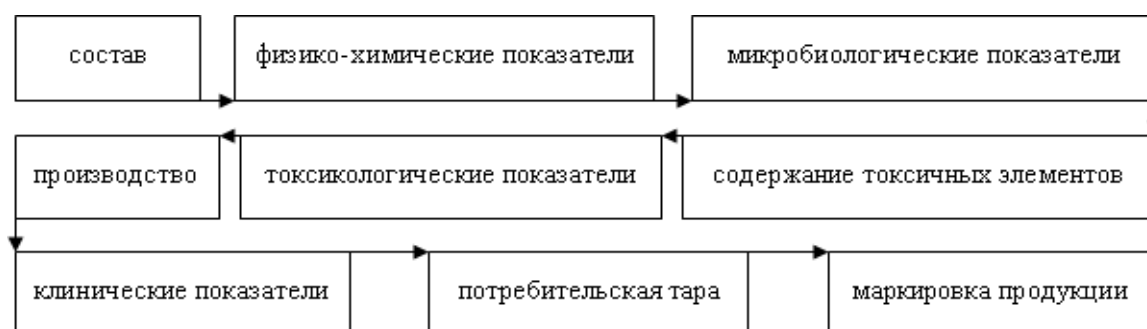 состав
физико-химические показатели
микробиологические показатели
производство
токсикологические показатели
содержание токсичных элементов
клинические показатели
потребительская тара
маркировка продукции